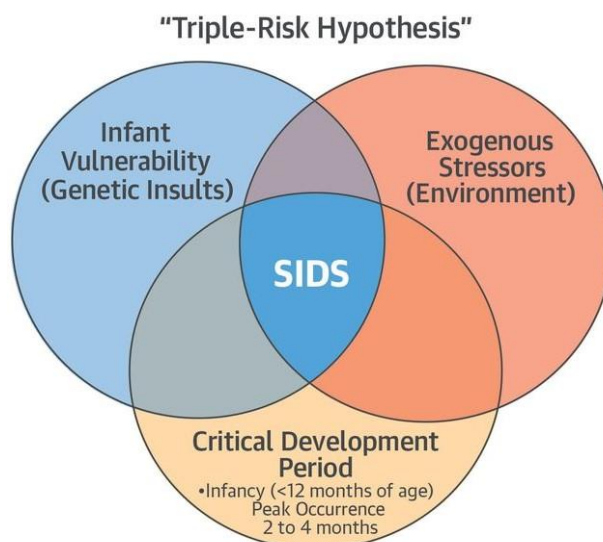 "Triple-Risk Hypothesis"
Infant
Vulnerability
(Genetic Insults)
Exogenous
Stressors
(Environment)
SIDS
Critical Development
Period
•Infancy (<12 months of age)
Peak Occurrence
2 to 4 months